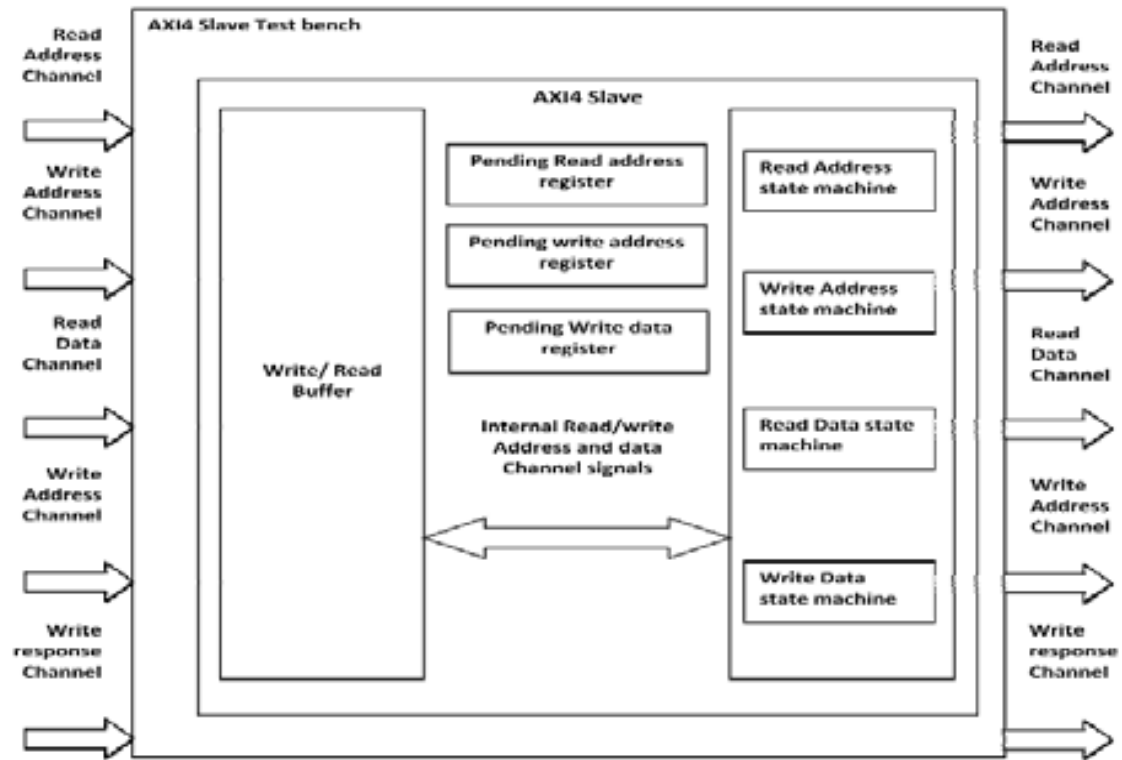 AXI4 Slave Test bench
Read
Address
Channel
Write
Address
Channel
Read
Data
Channel
Write
Address
Channel
Write
response
Channel
AXI4 Slave
Write/ Read
Buffer
Pending Read address
register
Pending write address
register
Pending Write data
register
Internal Read/write
Address and data
Channel signals
Read Address
state machine
Write Address
state machine
Read Data state
machine
Write Data
state machine
Read
Address
Channel
Write
Address
Channel
Read
Data
Channel
Write
Address
Channel
Write
response
Channel